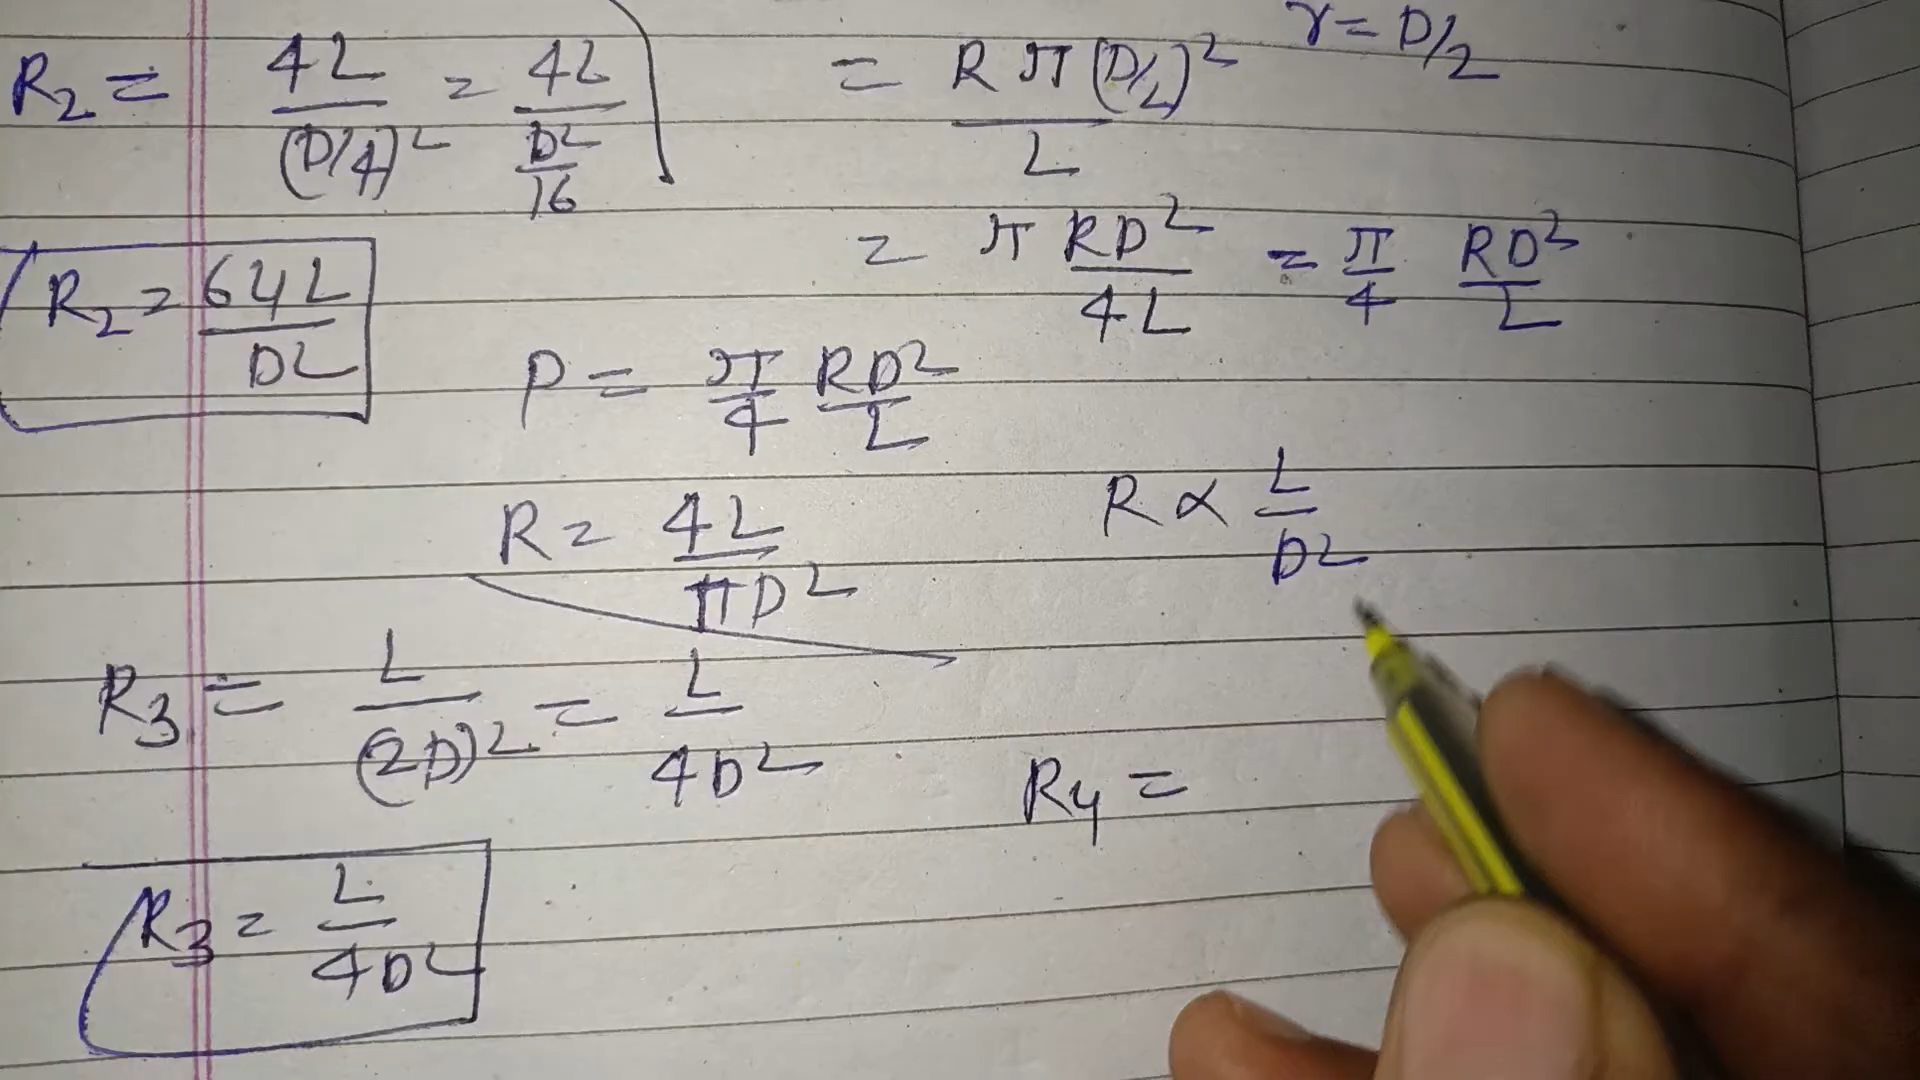 r = D/2
R₂ = 4L/(D/4)² = 4L/(D²/16)
= Rπ(D/2)²/L
R₂ = 64L/D²
= π RD²/4L = π/4 RD²/L
P = π/4 RD²/L
R = 4L/πD²
R ∝ L/D²
R₃ = L/(2D)² = L/4D²
R₄ =
R₃ = L/4D²